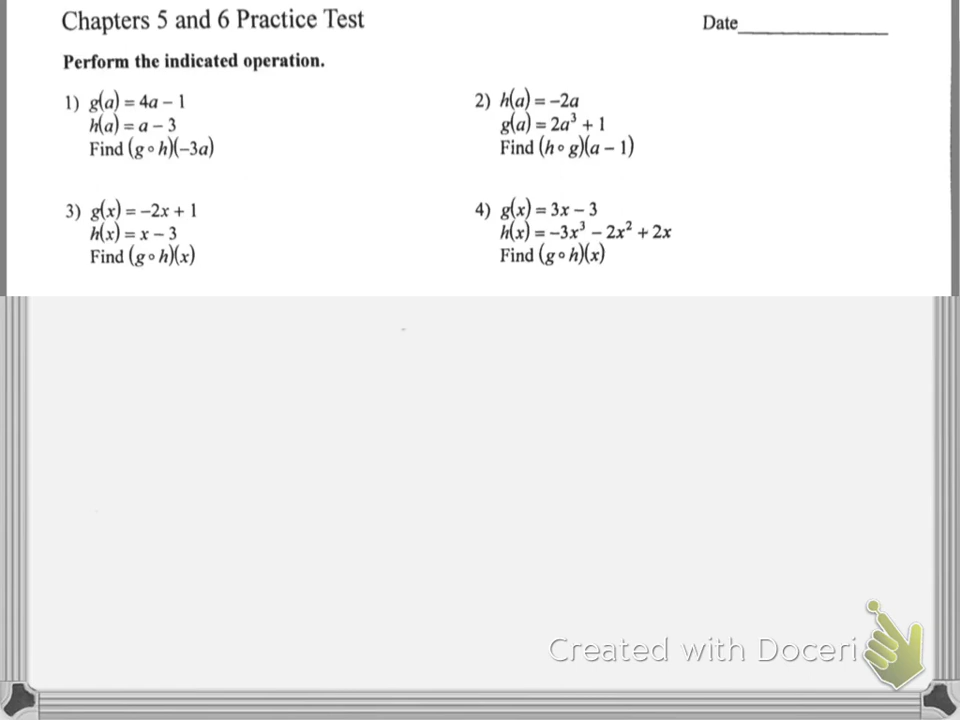 Chapters 5 and 6 Practice Test
Date_______________
Perform the indicated operation.
1) g(a) = 4a − 1
h(a) = a − 3
Find (g ∘ h)(−3a)
2) h(a) = −2a
g(a) = 2a³ + 1
Find (h ∘ g)(a − 1)
3) g(x) = −2x + 1
h(x) = x − 3
Find (g ∘ h)(x)
4) g(x) = 3x − 3
h(x) = −3x³ − 2x² + 2x
Find (g ∘ h)(x)
Created with Doceri